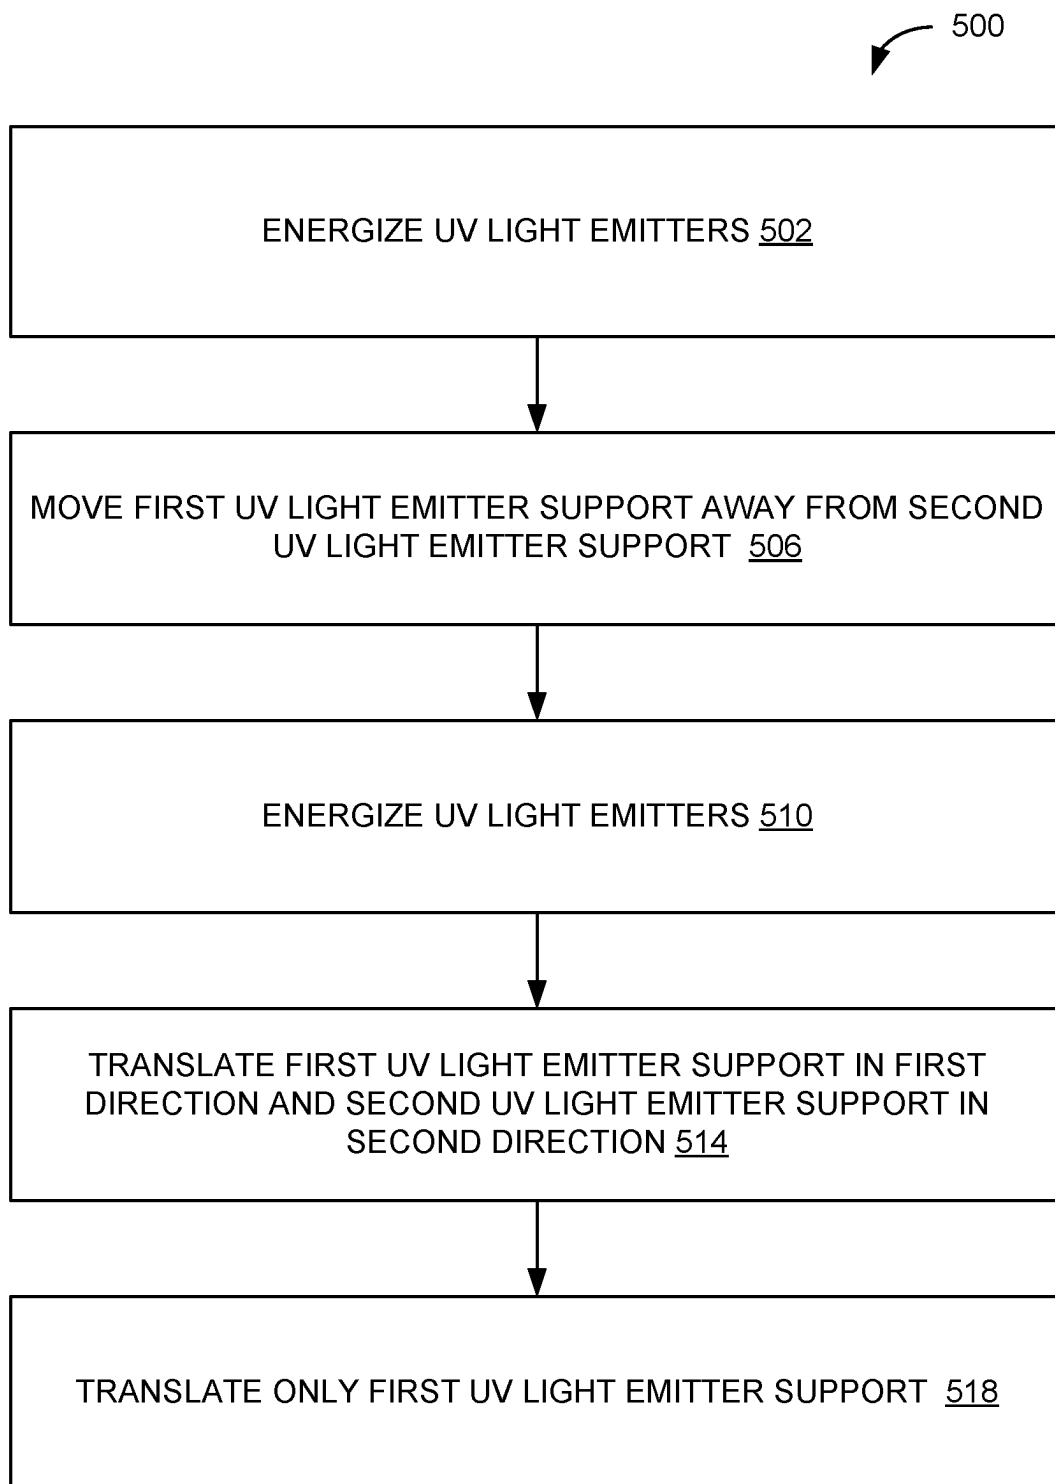 500
ENERGIZE UV LIGHT EMITTERS 502
MOVE FIRST UV LIGHT EMITTER SUPPORT AWAY FROM SECOND
UV LIGHT EMITTER SUPPORT 506
ENERGIZE UV LIGHT EMITTERS 510
TRANSLATE FIRST UV LIGHT EMITTER SUPPORT IN FIRST
DIRECTION AND SECOND UV LIGHT EMITTER SUPPORT IN
SECOND DIRECTION 514
TRANSLATE ONLY FIRST UV LIGHT EMITTER SUPPORT 518